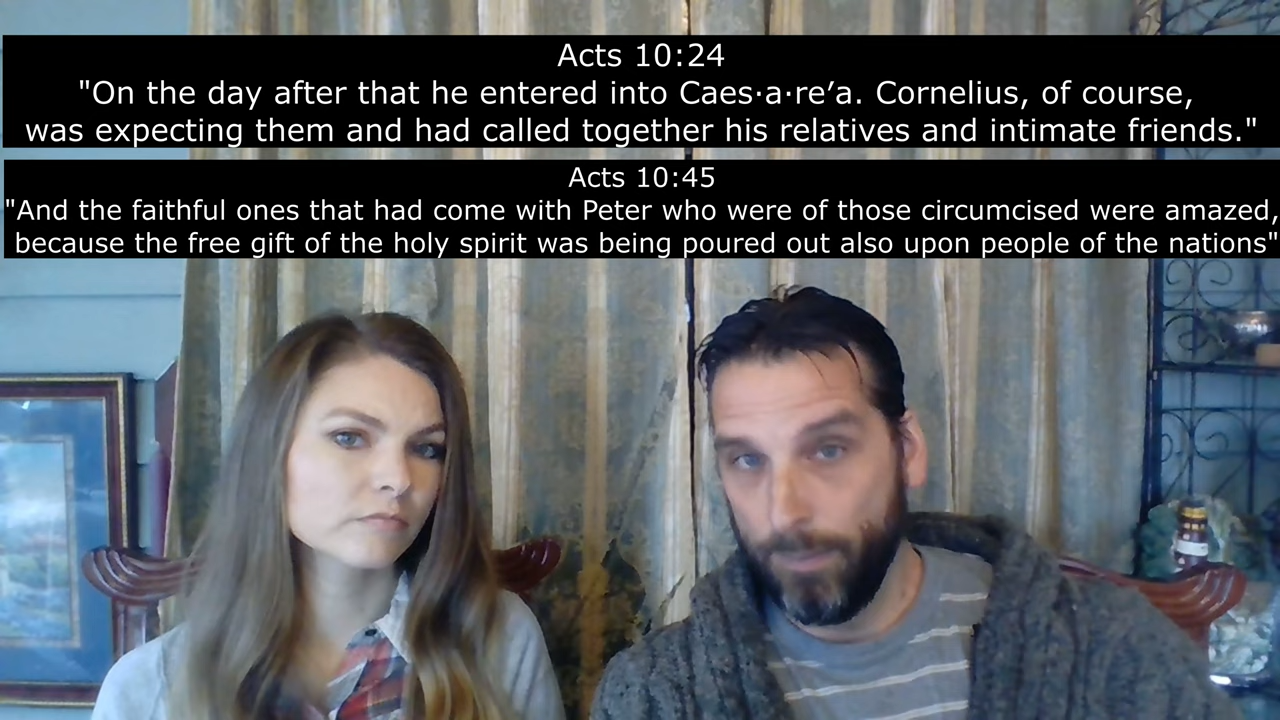 Acts 10:24
"On the day after that he entered into Caes·a·re′a. Cornelius, of course,
was expecting them and had called together his relatives and intimate friends."
Acts 10:45
"And the faithful ones that had come with Peter who were of those circumcised were amazed,
because the free gift of the holy spirit was being poured out also upon people of the nations"